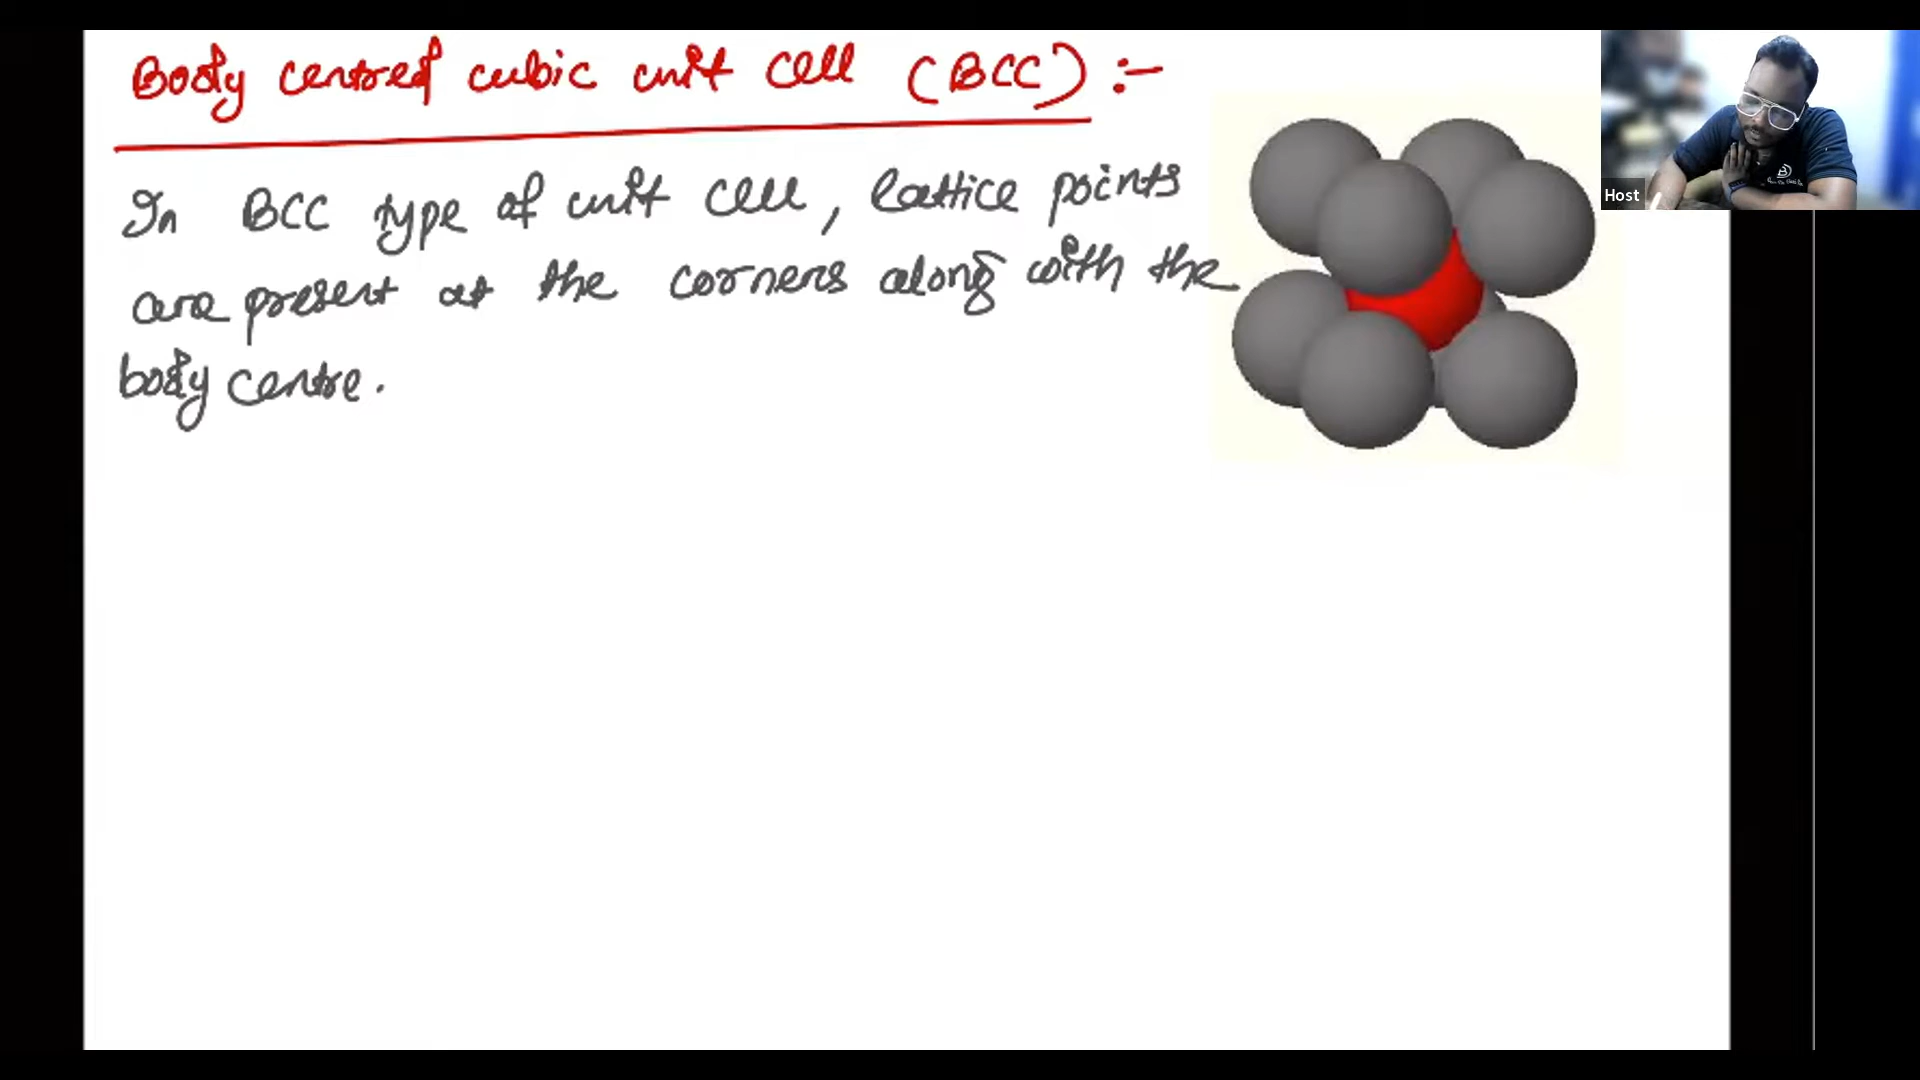 Body centred cubic unit cell (BCC) :-
In BCC type of unit cell, lattice points
are present at the corners along with the
body centre.
Host